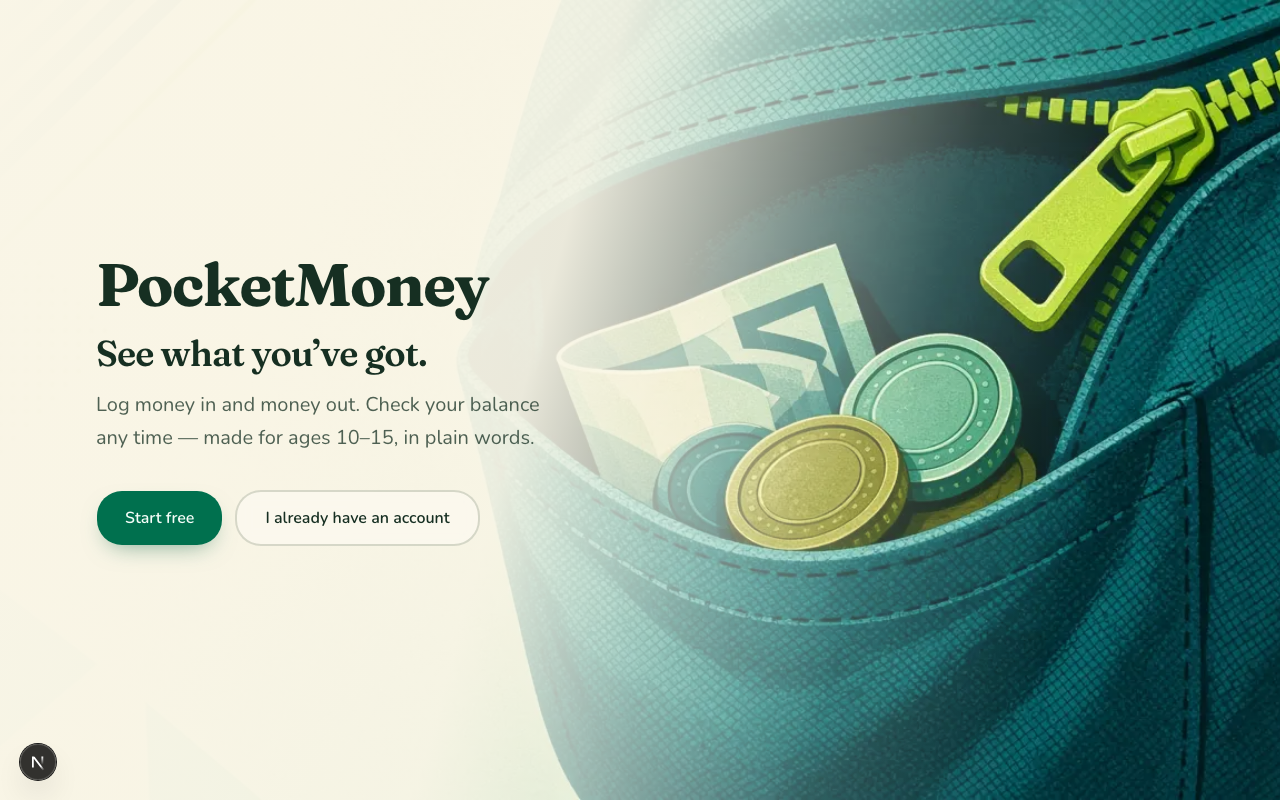 PocketMoney
See what you’ve got.
Log money in and money out. Check your balance
any time — made for ages 10–15, in plain words.
Start free
I already have an account
N